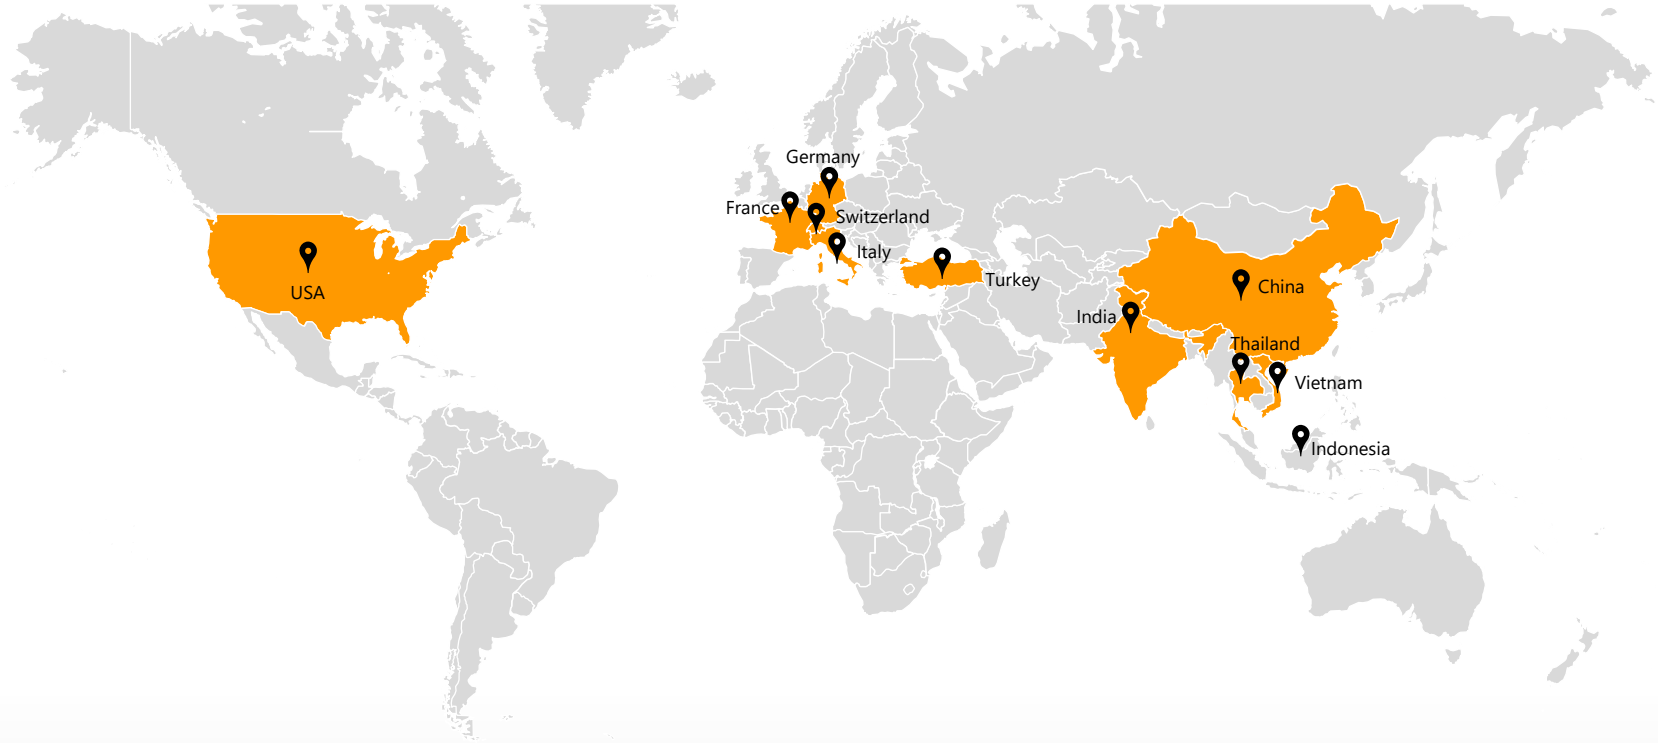 Germany
France
Switzerland
Italy
USA
Turkey
China
India
Thailand
Vietnam
Indonesia